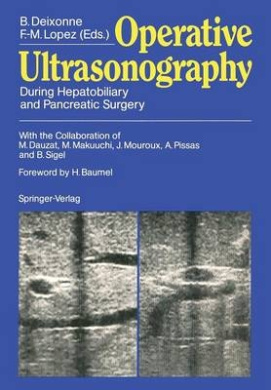 B. Deixonne
F.-M. Lopez (Eds.)
Operative
Ultrasonography
During Hepatobiliary
and Pancreatic Surgery
With the Collaboration of
M. Dauzat, M. Makuuchi, J. Mouroux, A. Pissas
and B. Sigel
Foreword by H. Baumel
Springer-Verlag